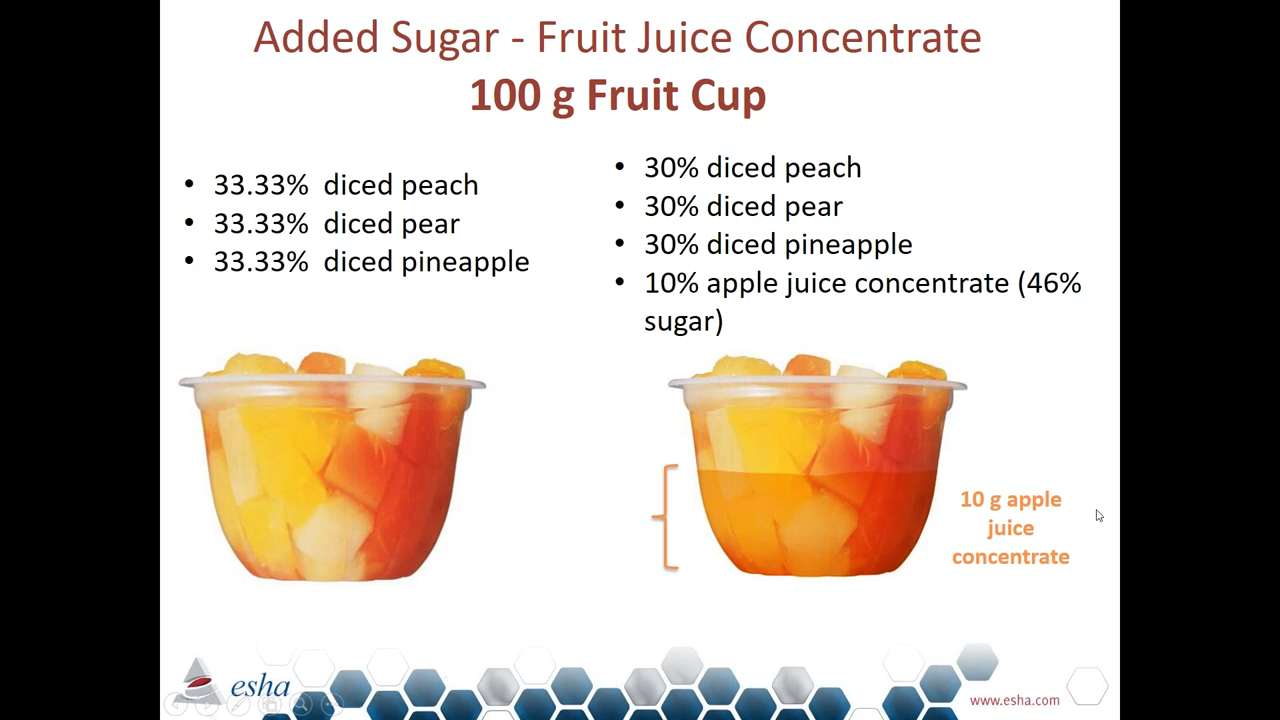 Added Sugar - Fruit Juice Concentrate
100 g Fruit Cup
• 33.33% diced peach
• 33.33% diced pear
• 33.33% diced pineapple
• 30% diced peach
• 30% diced pear
• 30% diced pineapple
• 10% apple juice concentrate (46%
sugar)
10 g apple
juice
concentrate
esha
www.esha.com